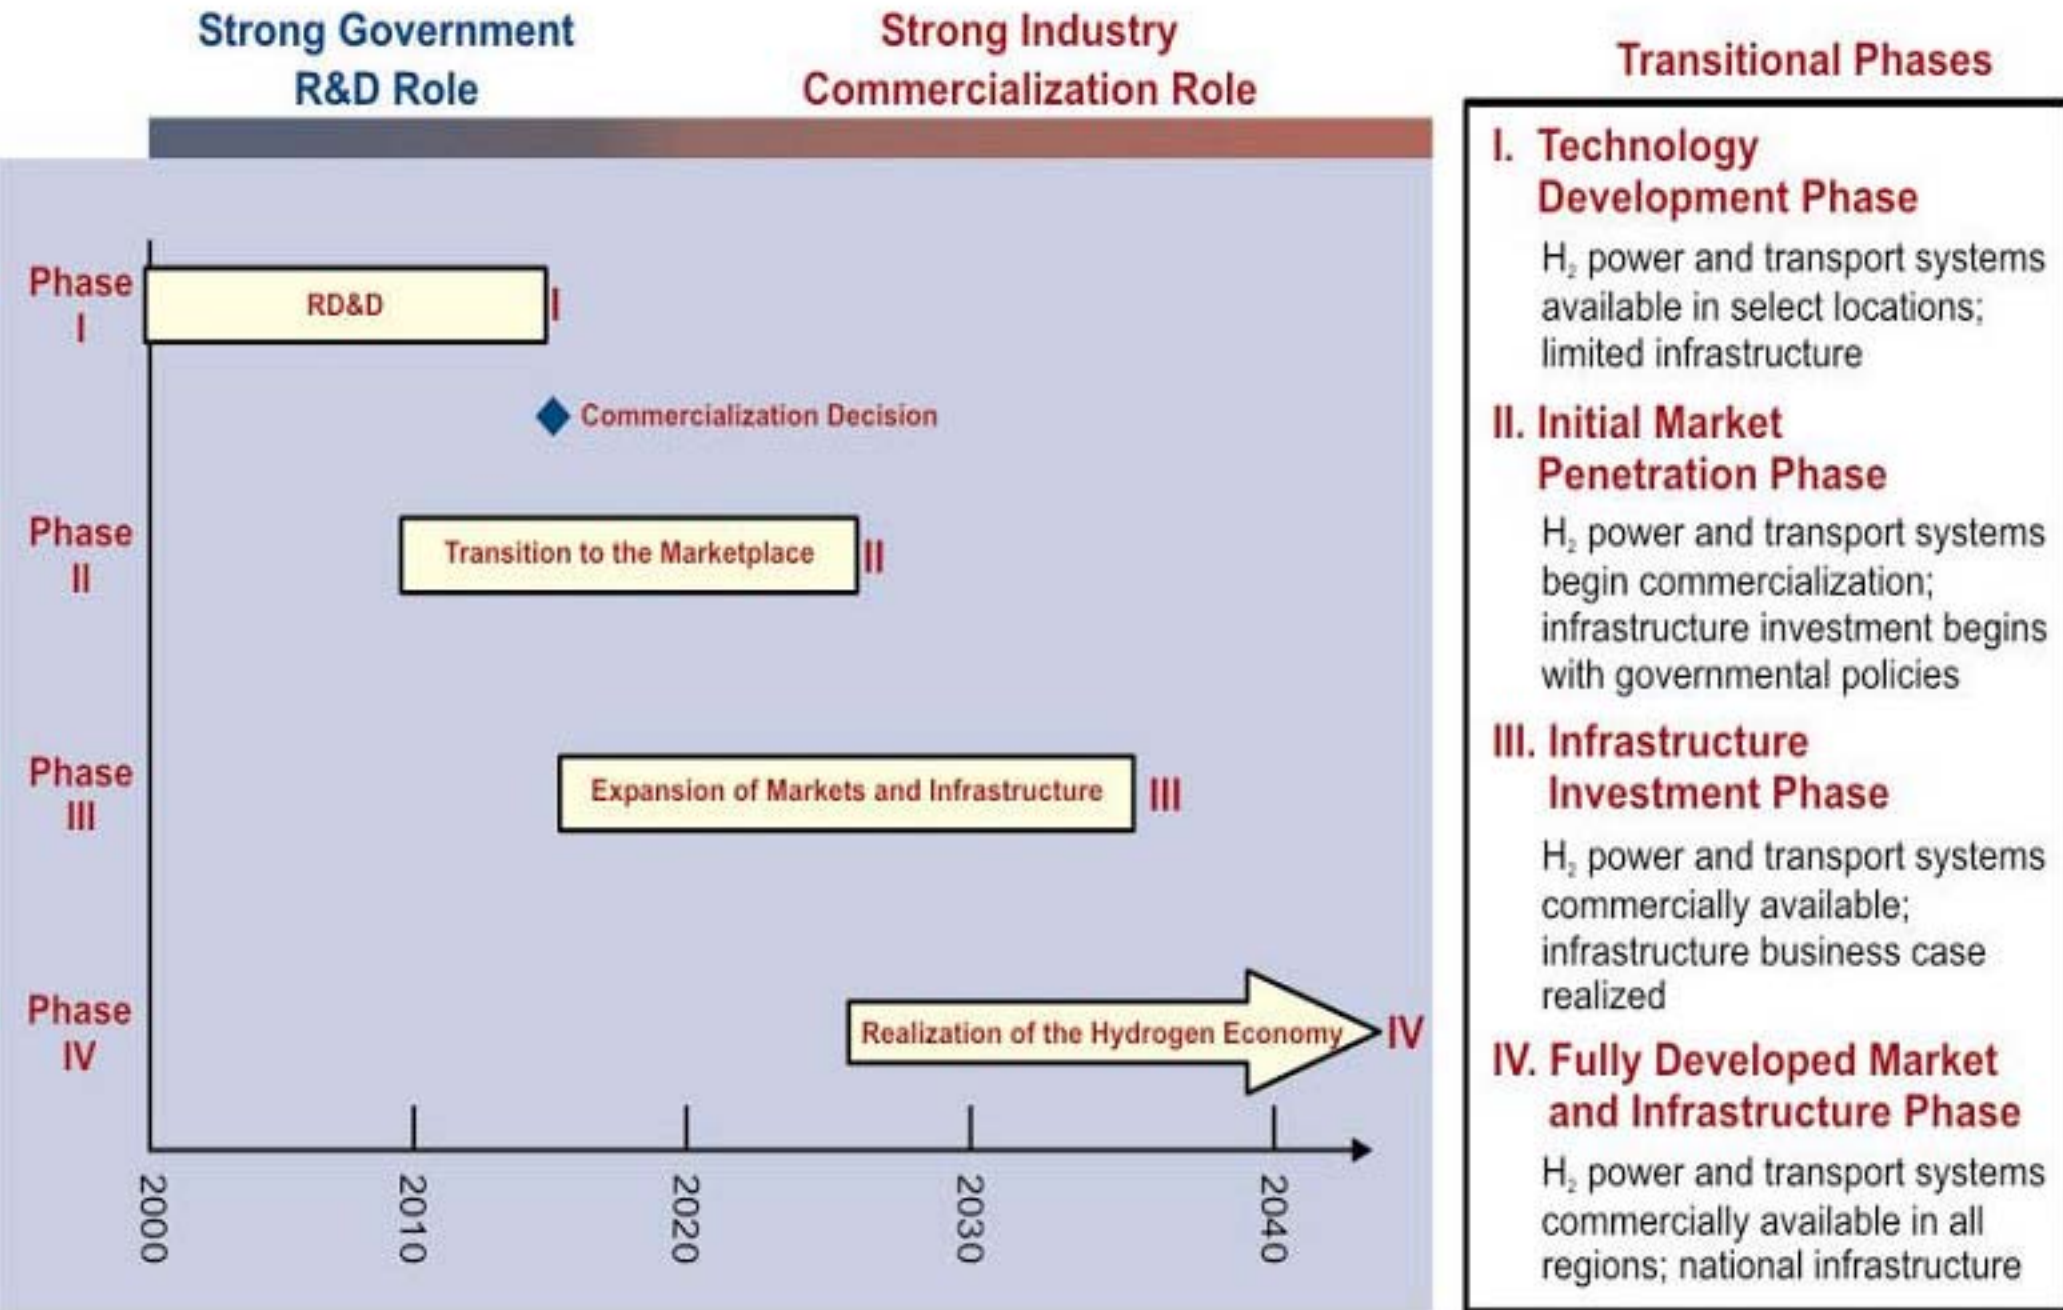 Strong Government
R&D Role
Strong Industry
Commercialization Role
Phase
I
RD&D
I
Commercialization Decision
Phase
II
Transition to the Marketplace
II
Phase
III
Expansion of Markets and Infrastructure
III
Phase
IV
Realization of the Hydrogen Economy
IV
2000
2010
2020
2030
2040
Transitional Phases
I. Technology
Development Phase
H₂ power and transport systems
available in select locations;
limited infrastructure
II. Initial Market
Penetration Phase
H₂ power and transport systems
begin commercialization;
infrastructure investment begins
with governmental policies
III. Infrastructure
Investment Phase
H₂ power and transport systems
commercially available;
infrastructure business case
realized
IV. Fully Developed Market
and Infrastructure Phase
H₂ power and transport systems
commercially available in all
regions; national infrastructure